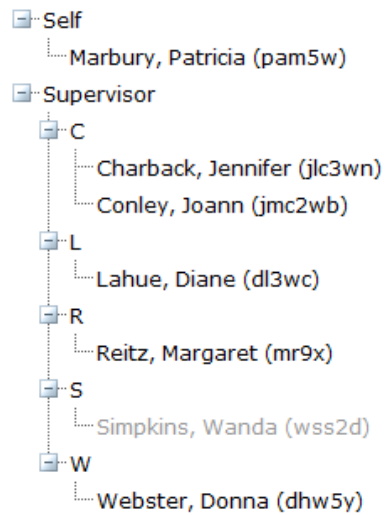 Self
Marbury, Patricia (pam5w)
Supervisor
C
Charback, Jennifer (jlc3wn)
Conley, Joann (jmc2wb)
L
Lahue, Diane (dl3wc)
R
Reitz, Margaret (mr9x)
S
Simpkins, Wanda (wss2d)
W
Webster, Donna (dhw5y)